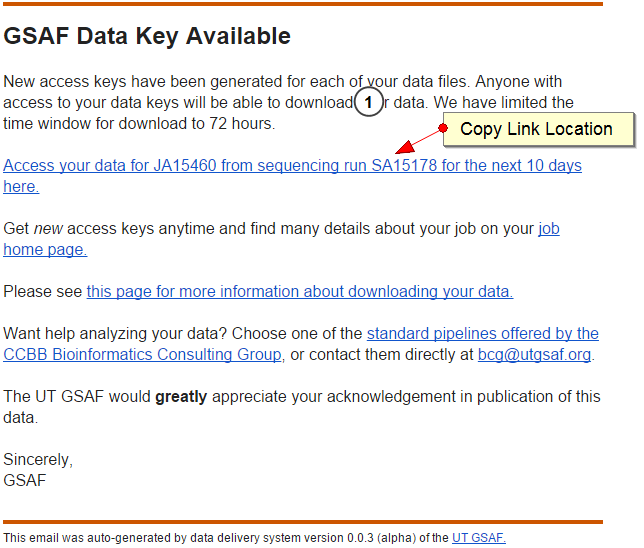 GSAF Data Key Available
New access keys have been generated for each of your data files. Anyone with
access to your data keys will be able to download 1 r data. We have limited the
time window for download to 72 hours.
Copy Link Location
Access your data for JA15460 from sequencing run SA15178 for the next 10 days
here.
Get new access keys anytime and find many details about your job on your job
home page.
Please see this page for more information about downloading your data.
Want help analyzing your data? Choose one of the standard pipelines offered by the
CCBB Bioinformatics Consulting Group, or contact them directly at bcg@utgsaf.org.
The UT GSAF would greatly appreciate your acknowledgement in publication of this
data.
Sincerely,
GSAF
This email was auto-generated by data delivery system version 0.0.3 (alpha) of the UT GSAF.